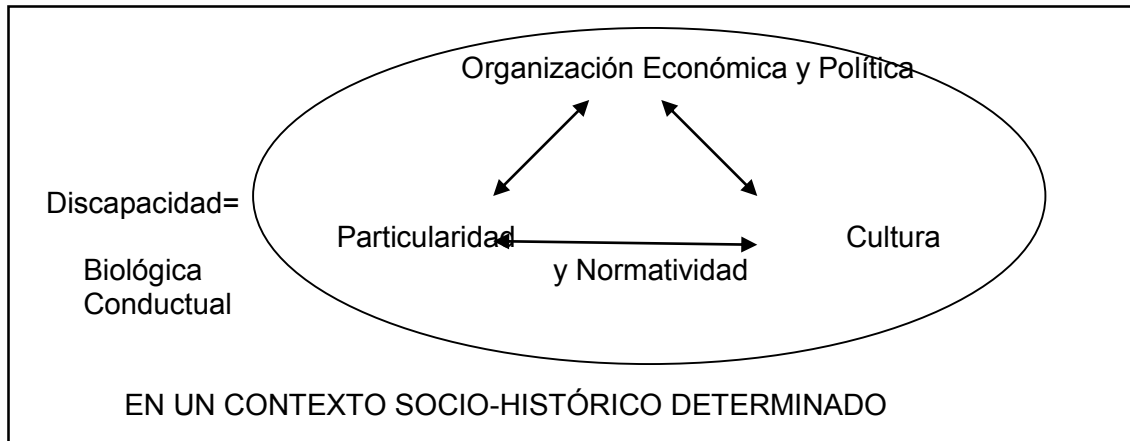 Organización Económica y Política
Discapacidad=
Particularidad Cultura
Biológica y Normatividad
Conductual
EN UN CONTEXTO SOCIO-HISTÓRICO DETERMINADO